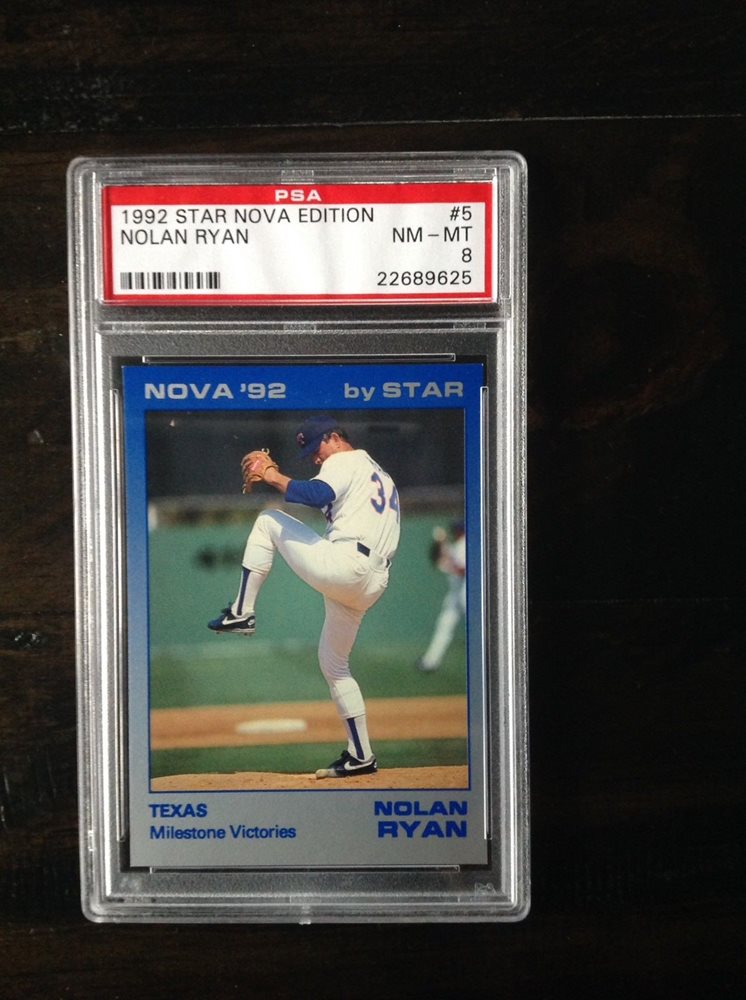 PSA
1992 STAR NOVA EDITION #5
NOLAN RYAN NM - MT
8
22689625
NOVA '92 by STAR
34
TEXAS NOLAN
Milestone Victories RYAN